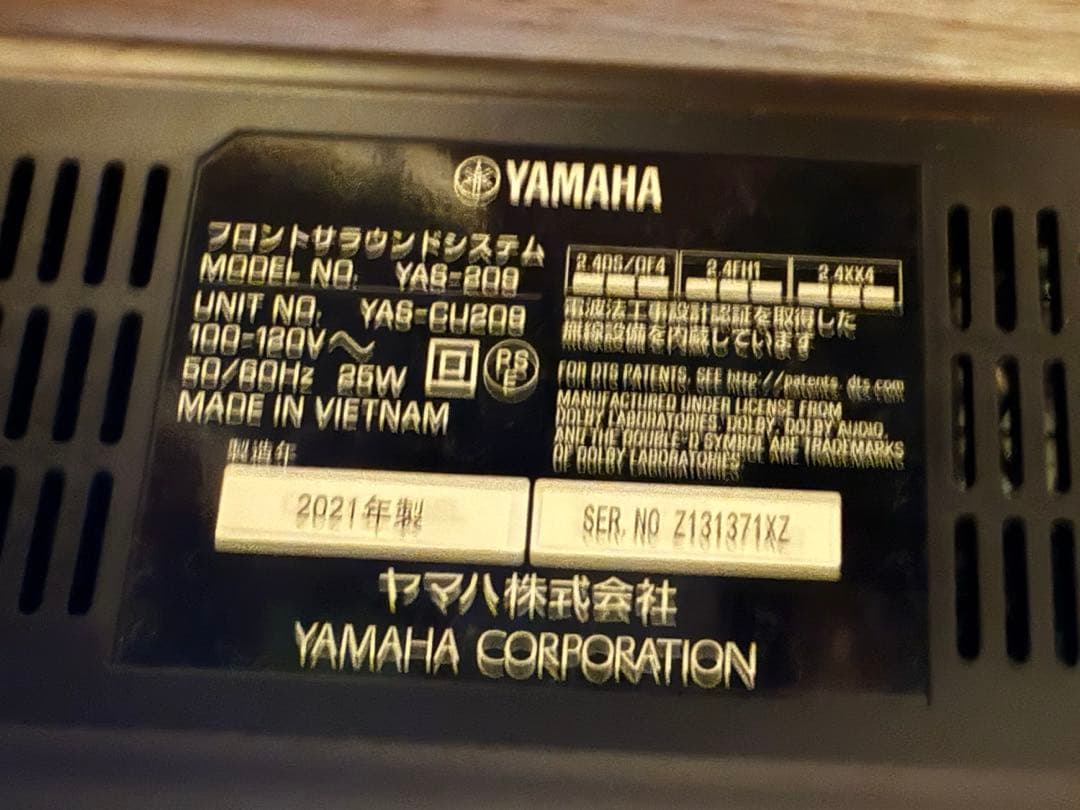 YAMAHA
フロントサラウンドシステム
MODEL NO. YAS-209
UNIT NO. YAS-CU209
100-120V～
50/60Hz 25W
PS
E
MADE IN VIETNAM
2.4DS/OF4 2.4FH1 2.4XX4
電波法工事設計認証を取得した
無線設備を内蔵しています
FOR DTS PATENTS, SEE http://patents.dts.com
MANUFACTURED UNDER LICENSE FROM
DOLBY LABORATORIES. DOLBY, DOLBY AUDIO,
AND THE DOUBLE-D SYMBOL ARE TRADEMARKS
OF DOLBY LABORATORIES.
製造年
2021年製
SER. NO Z131371XZ
ヤマハ株式会社
YAMAHA CORPORATION